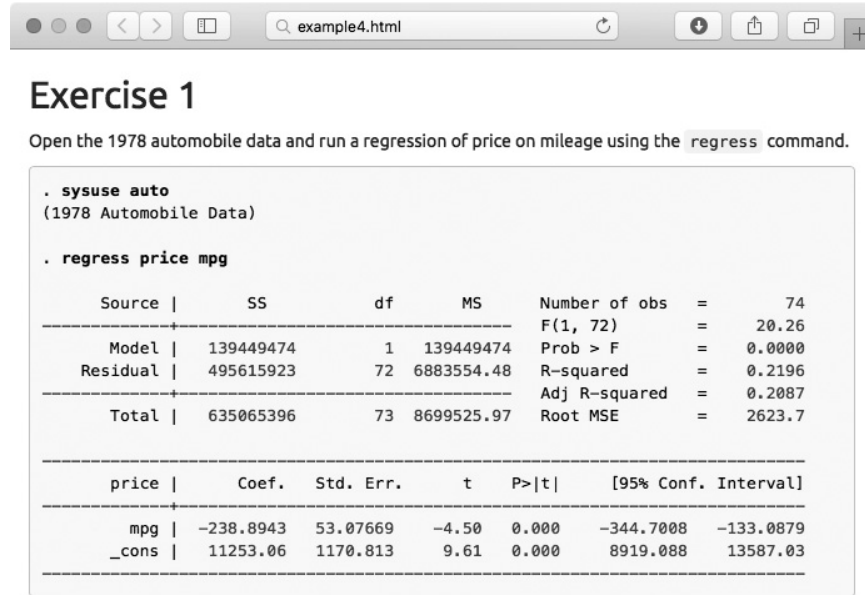 example4.html
Exercise 1
Open the 1978 automobile data and run a regression of price on mileage using the regress command.
. sysuse auto
(1978 Automobile Data)
. regress price mpg
Source | SS df MS Number of obs = 74
F(1, 72) = 20.26
Model | 139449474 1 139449474 Prob > F = 0.0000
Residual | 495615923 72 6883554.48 R-squared = 0.2196
Adj R-squared = 0.2087
Total | 635065396 73 8699525.97 Root MSE = 2623.7
price | Coef. Std. Err. t P>|t| [95% Conf. Interval]
mpg | -238.8943 53.07669 -4.50 0.000 -344.7008 -133.0879
_cons | 11253.06 1170.813 9.61 0.000 8919.088 13587.03